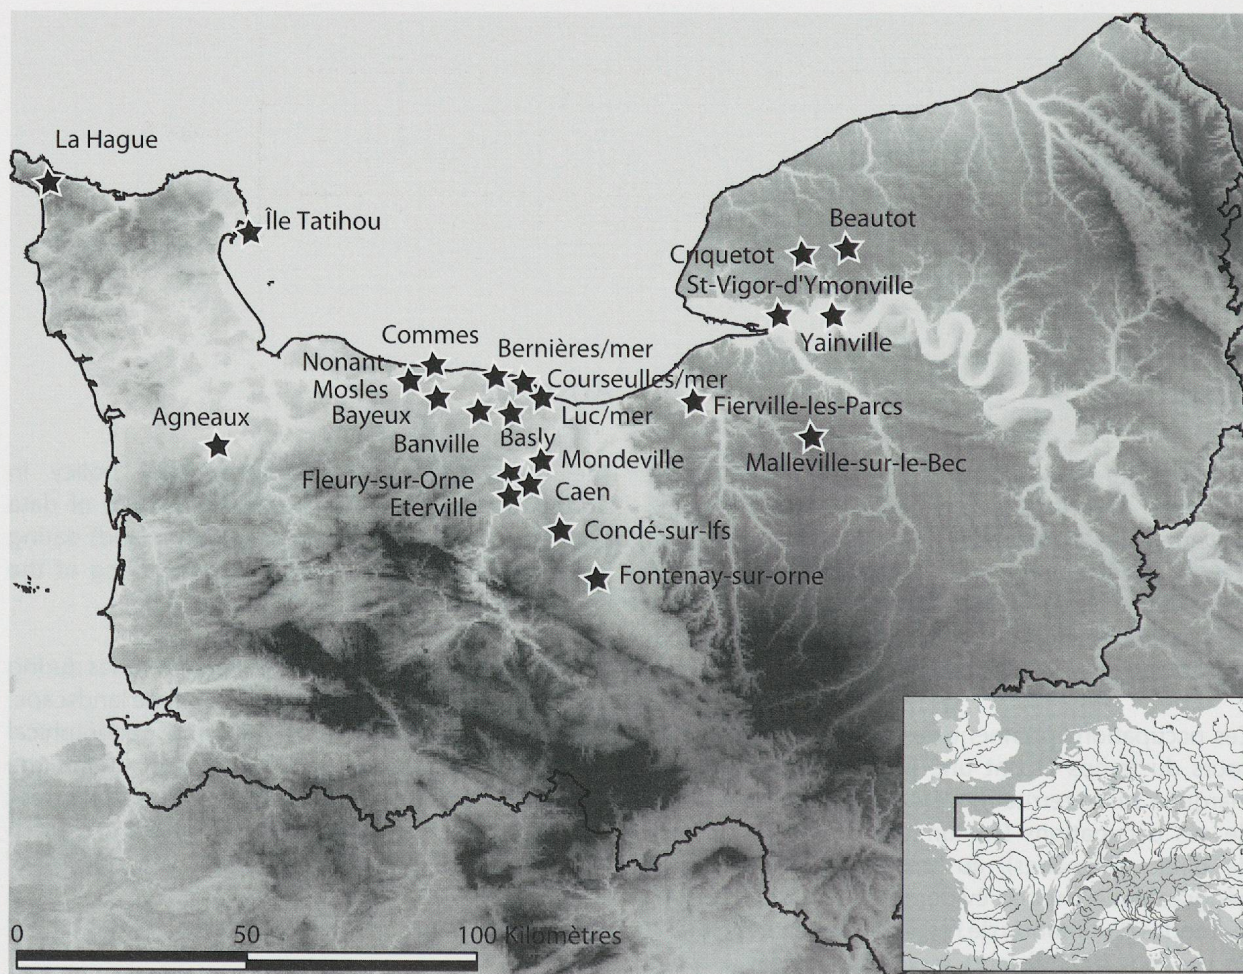 La Hague
Île Tatihou
Beautot
Criquetot
St-Vigor-d'Ymonville
Yainville
Commes
Bernières/mer
Nonant
Courseulles/mer
Mosles
Fierville-les-Parcs
Bayeux
Luc/mer
Agneaux
Banville
Basly
Mondeville
Malleville-sur-le-Bec
Fleury-sur-Orne
Caen
Eterville
Condé-sur-Ifs
Fontenay-sur-orne
0 50 100 Kilomètres